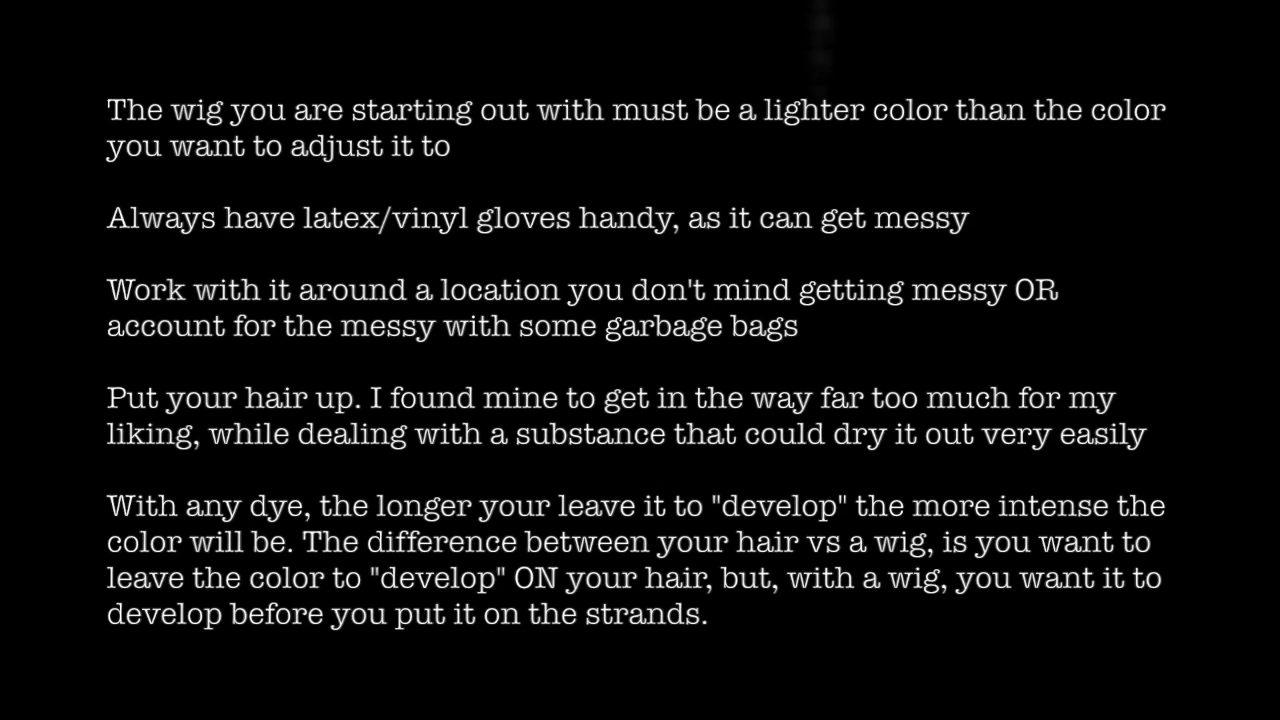 The wig you are starting out with must be a lighter color than the color
you want to adjust it to
Always have latex/vinyl gloves handy, as it can get messy
Work with it around a location you don't mind getting messy OR
account for the messy with some garbage bags
Put your hair up. I found mine to get in the way far too much for my
liking, while dealing with a substance that could dry it out very easily
With any dye, the longer your leave it to "develop" the more intense the
color will be. The difference between your hair vs a wig, is you want to
leave the color to "develop" ON your hair, but, with a wig, you want it to
develop before you put it on the strands.